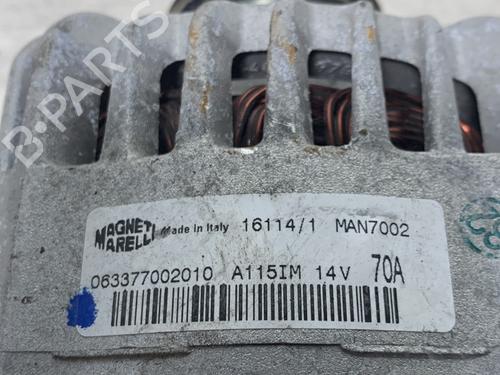 B-PARTS
MAGNETI MARELLI Made in Italy 16114/1 MAN7002
063377002010 A115IM 14V 70A